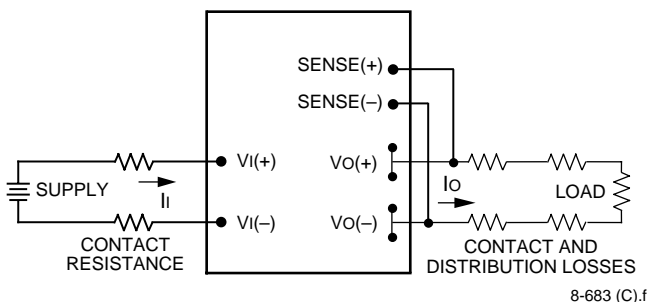 SENSE(+)
SENSE(–)
VI(+)
VO(+)
SUPPLY
II
IO
LOAD
VI(–)
VO(–)
CONTACT
RESISTANCE
CONTACT AND
DISTRIBUTION LOSSES
8-683 (C).f